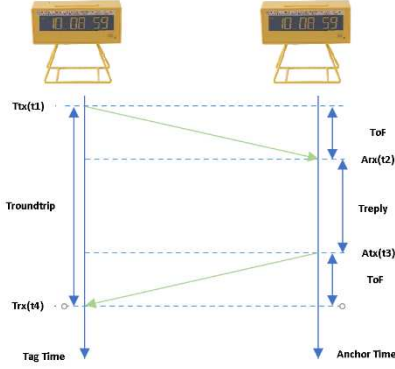 10 08 59
10 08 59
Ttx(t1)
ToF
Arx(t2)
Troundtrip
Treply
Atx(t3)
ToF
Trx(t4)
Tag Time
Anchor Time